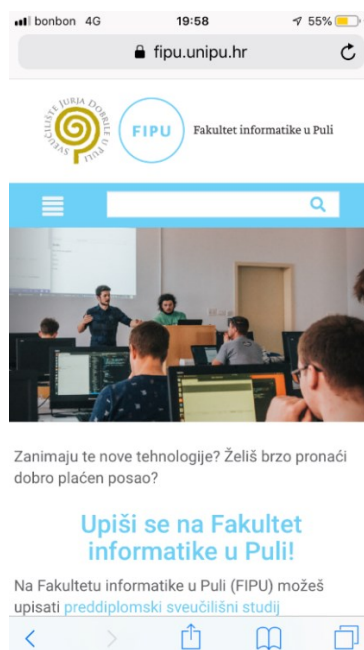 bonbon 4G 19:58 55%
fipu.unipu.hr
SVEUČILIŠTE JURJA DOBRILE U PULI
FIPU
Fakultet informatike u Puli
Zanimaju te nove tehnologije? Želiš brzo pronaći
dobro plaćen posao?
Upiši se na Fakultet
informatike u Puli!
Na Fakultetu informatike u Puli (FIPU) možeš
upisati preddiplomski sveučilišni studij